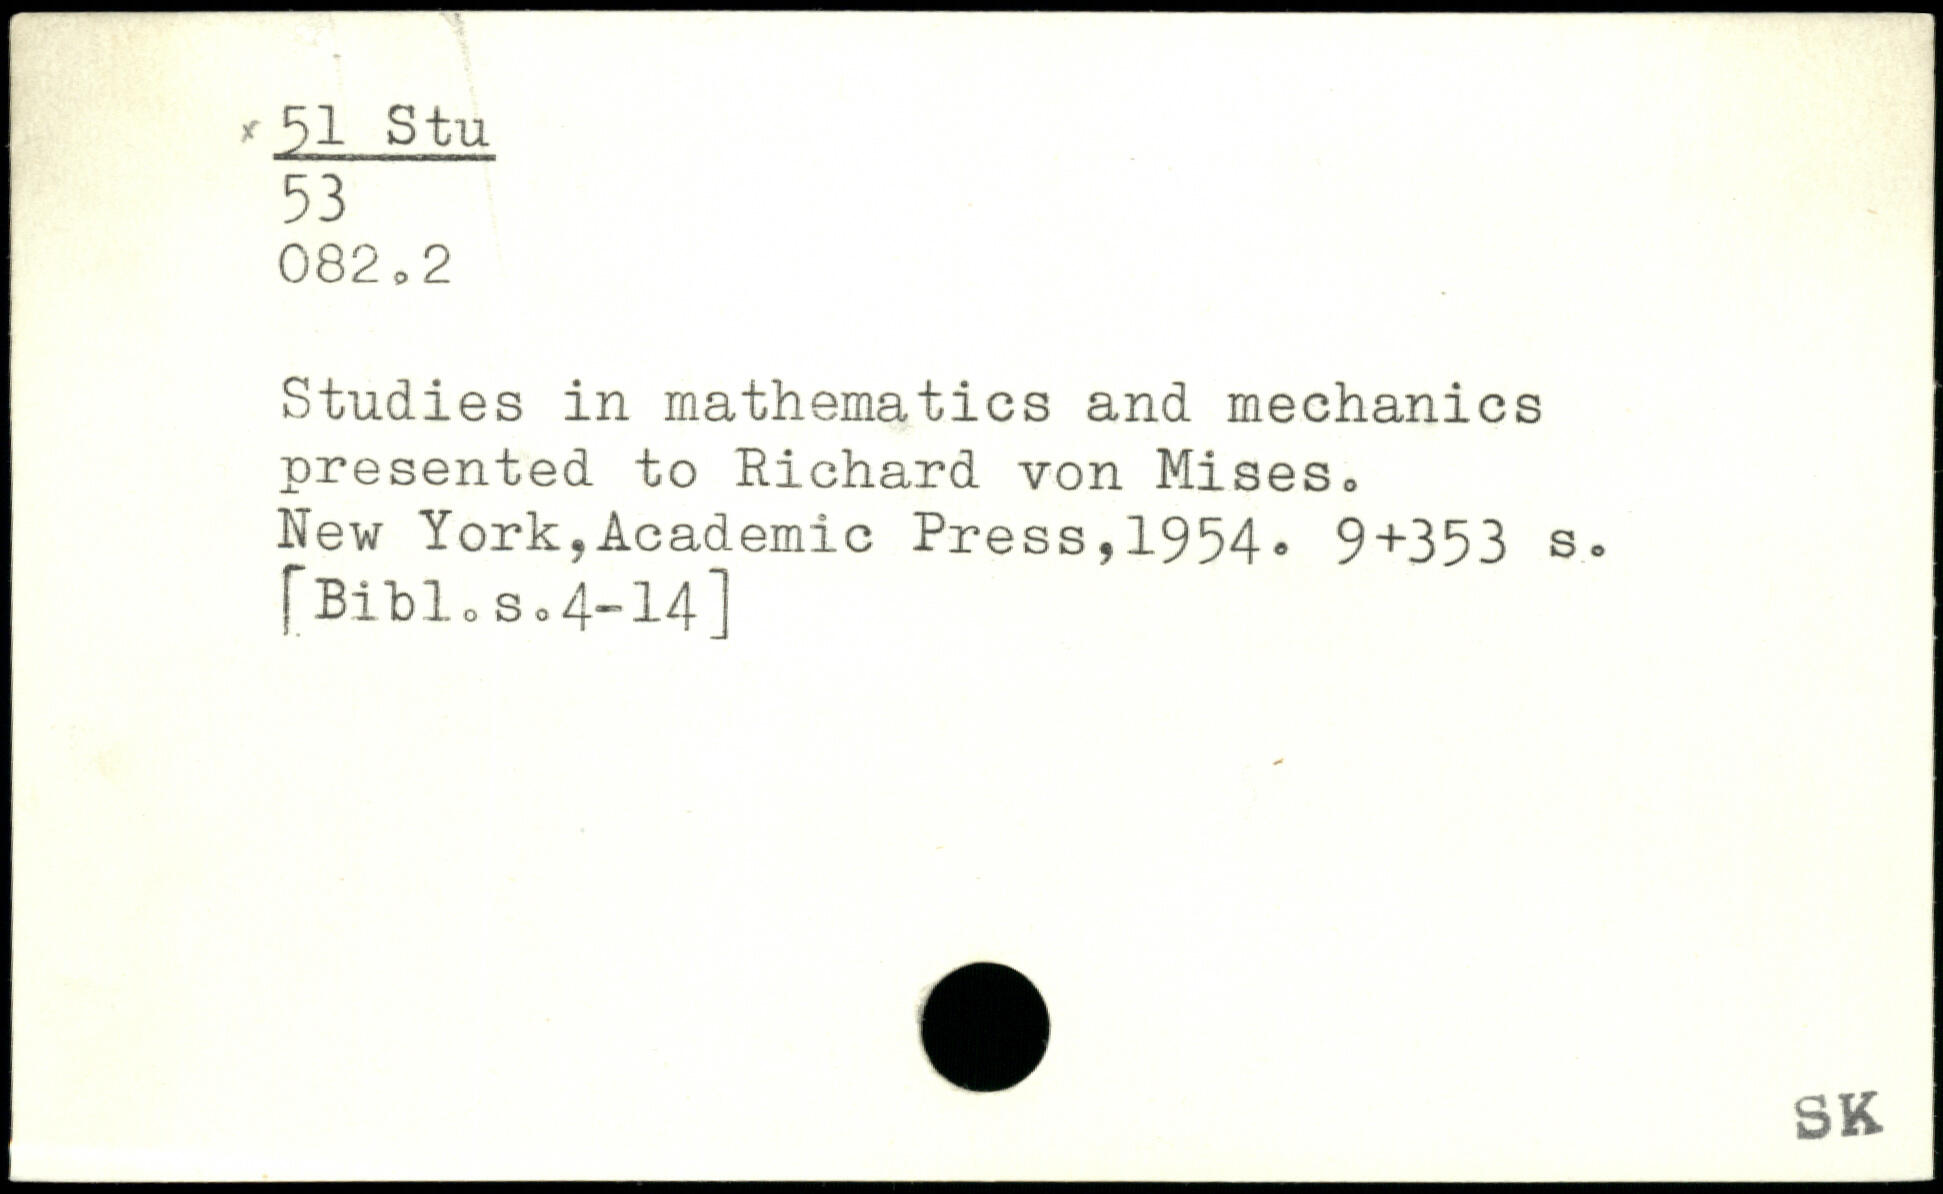 x 51 Stu
53
082.2
Studies in mathematics and mechanics
presented to Richard von Mises.
New York,Academic Press,1954. 9+353 s.
[Bibl.s.4-14]
SK